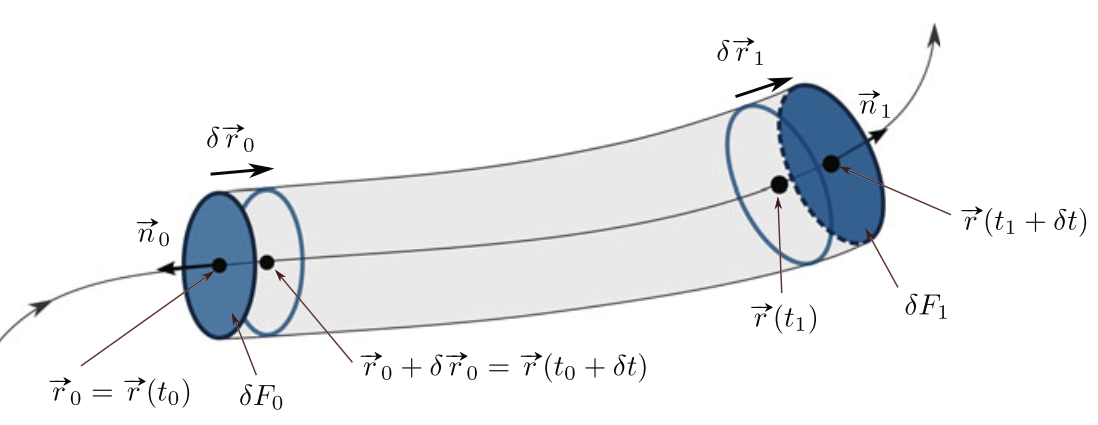 δr⃗₁
n⃗₁
δr⃗₀
n⃗₀
r⃗(t₁ + δt)
δF₁
r⃗(t₁)
r⃗₀ + δr⃗₀ = r⃗(t₀ + δt)
r⃗₀ = r⃗(t₀)
δF₀